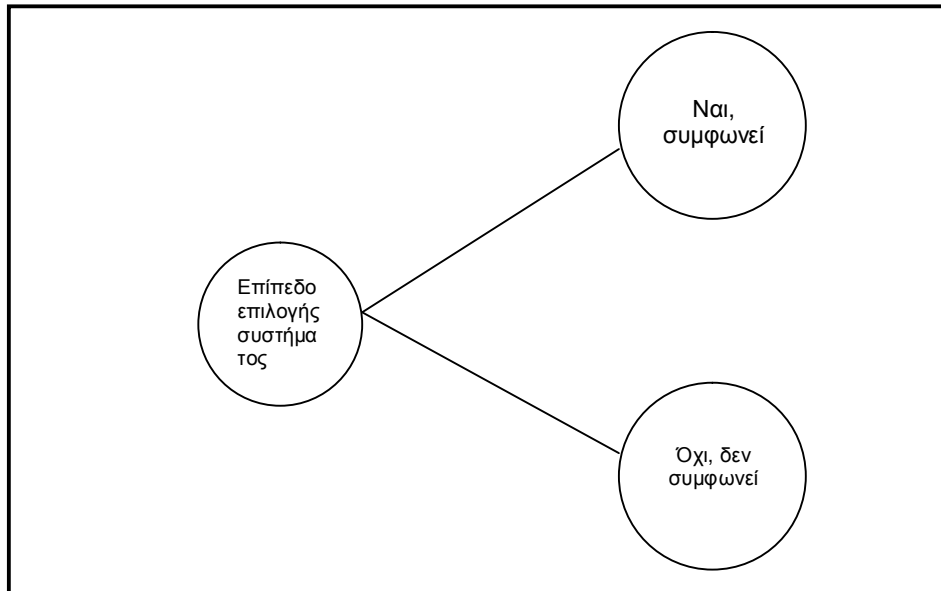 Ναι,
συμφωνεί
Επίπεδο
επιλογής
συστήμα
τος
Όχι, δεν
συμφωνεί